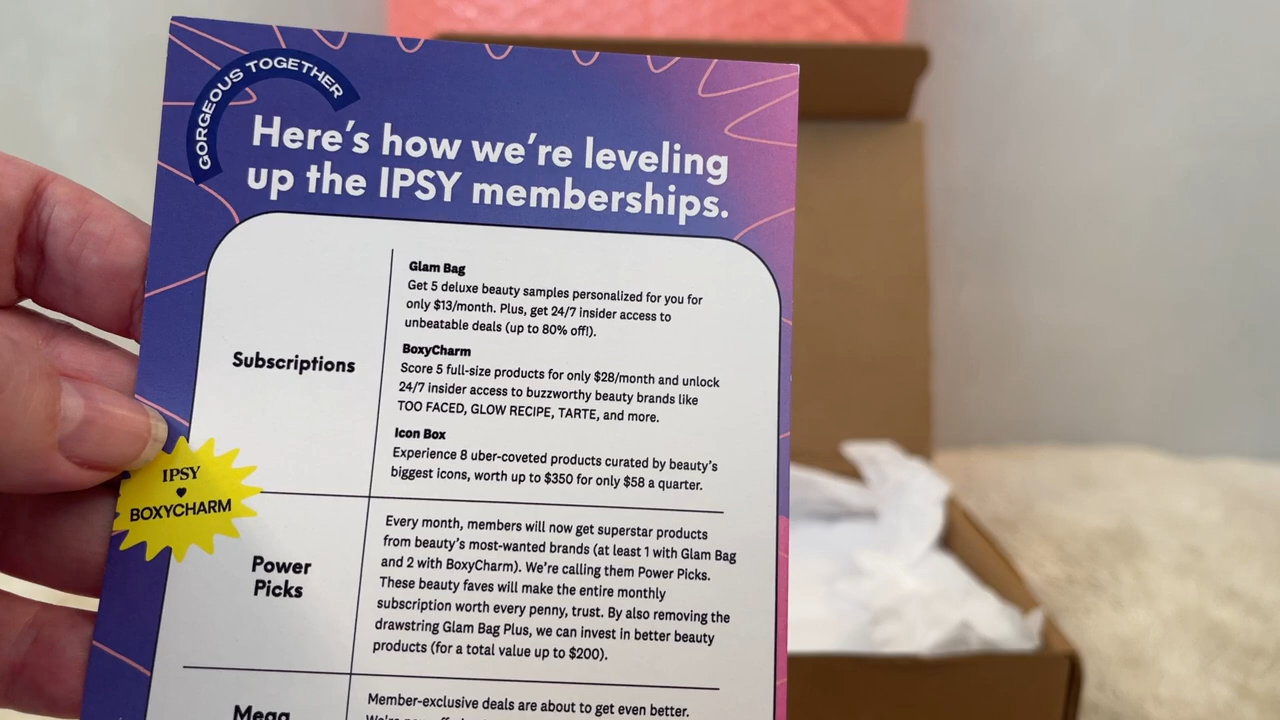 GORGEOUS TOGETHER
Here's how we're leveling
up the IPSY memberships.
Subscriptions
Glam Bag
Get 5 deluxe beauty samples personalized for you for
only $13/month. Plus, get 24/7 insider access to
unbeatable deals (up to 80% off!).
BoxyCharm
Score 5 full-size products for only $28/month and unlock
24/7 insider access to buzzworthy beauty brands like
TOO FACED, GLOW RECIPE, TARTE, and more.
Icon Box
Experience 8 uber-coveted products curated by beauty's
biggest icons, worth up to $350 for only $58 a quarter.
IPSY
BOXYCHARM
Power
Picks
Every month, members will now get superstar products
from beauty's most-wanted brands (at least 1 with Glam Bag
and 2 with BoxyCharm). We're calling them Power Picks.
These beauty faves will make the entire monthly
subscription worth every penny, trust. By also removing the
drawstring Glam Bag Plus, we can invest in better beauty
products (for a total value up to $200).
Mega
Member-exclusive deals are about to get even better.